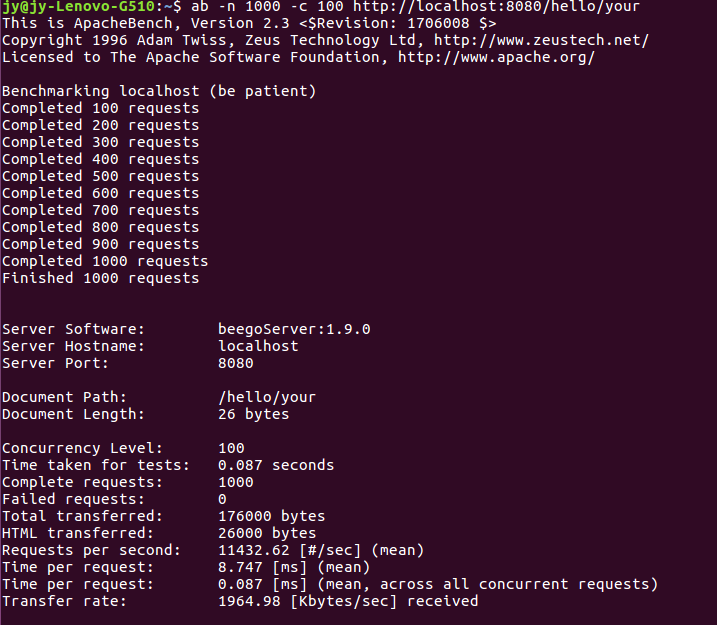 jy@jy-Lenovo-G510:~$ ab -n 1000 -c 100 http://localhost:8080/hello/your
This is ApacheBench, Version 2.3 <$Revision: 1706008 $>
Copyright 1996 Adam Twiss, Zeus Technology Ltd, http://www.zeustech.net/
Licensed to The Apache Software Foundation, http://www.apache.org/

Benchmarking localhost (be patient)
Completed 100 requests
Completed 200 requests
Completed 300 requests
Completed 400 requests
Completed 500 requests
Completed 600 requests
Completed 700 requests
Completed 800 requests
Completed 900 requests
Completed 1000 requests
Finished 1000 requests

Server Software:        beegoServer:1.9.0
Server Hostname:        localhost
Server Port:            8080

Document Path:          /hello/your
Document Length:        26 bytes

Concurrency Level:      100
Time taken for tests:   0.087 seconds
Complete requests:      1000
Failed requests:        0
Total transferred:      176000 bytes
HTML transferred:       26000 bytes
Requests per second:    11432.62 [#/sec] (mean)
Time per request:       8.747 [ms] (mean)
Time per request:       0.087 [ms] (mean, across all concurrent requests)
Transfer rate:          1964.98 [Kbytes/sec] received